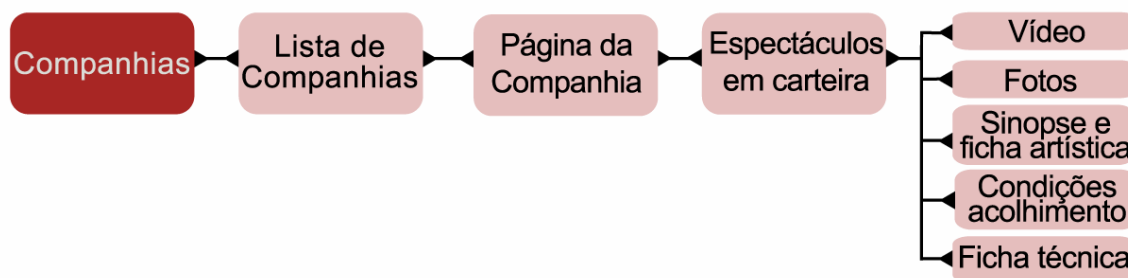 Companhias
Lista de
Companhias
Página da
Companhia
Espectáculos
em carteira
Vídeo
Fotos
Sinopse e
ficha artística
Condições
acolhimento
Ficha técnica